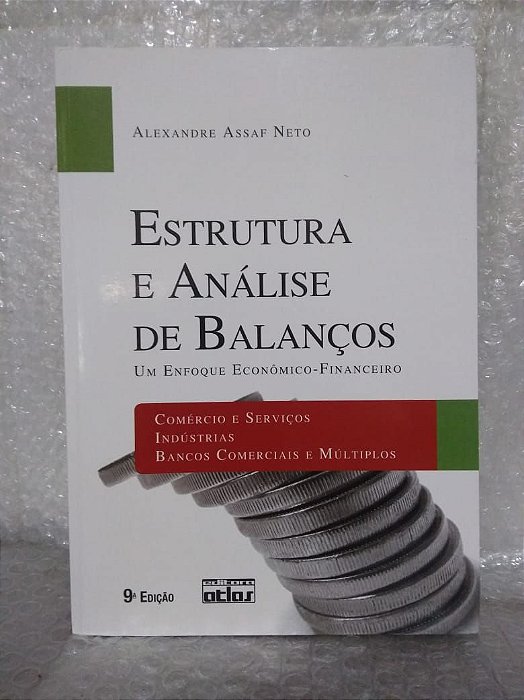 Alexandre Assaf Neto
Estrutura
e Análise
de Balanços
Um Enfoque Econômico-Financeiro
Comércio e Serviços
Indústrias
Bancos Comerciais e Múltiplos
9ª Edição
editora
atlas